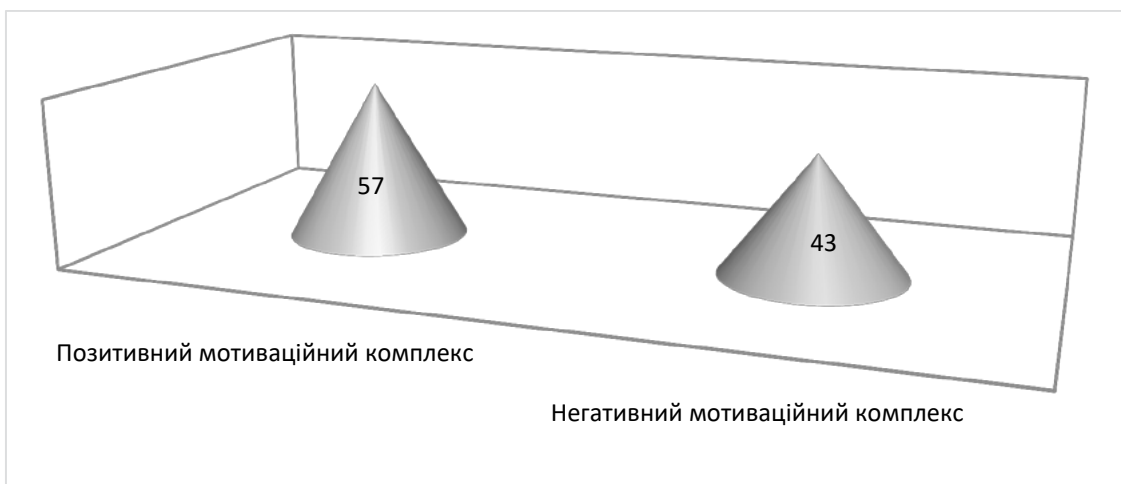 57
43
Позитивний мотиваційний комплекс
Негативний мотиваційний комплекс